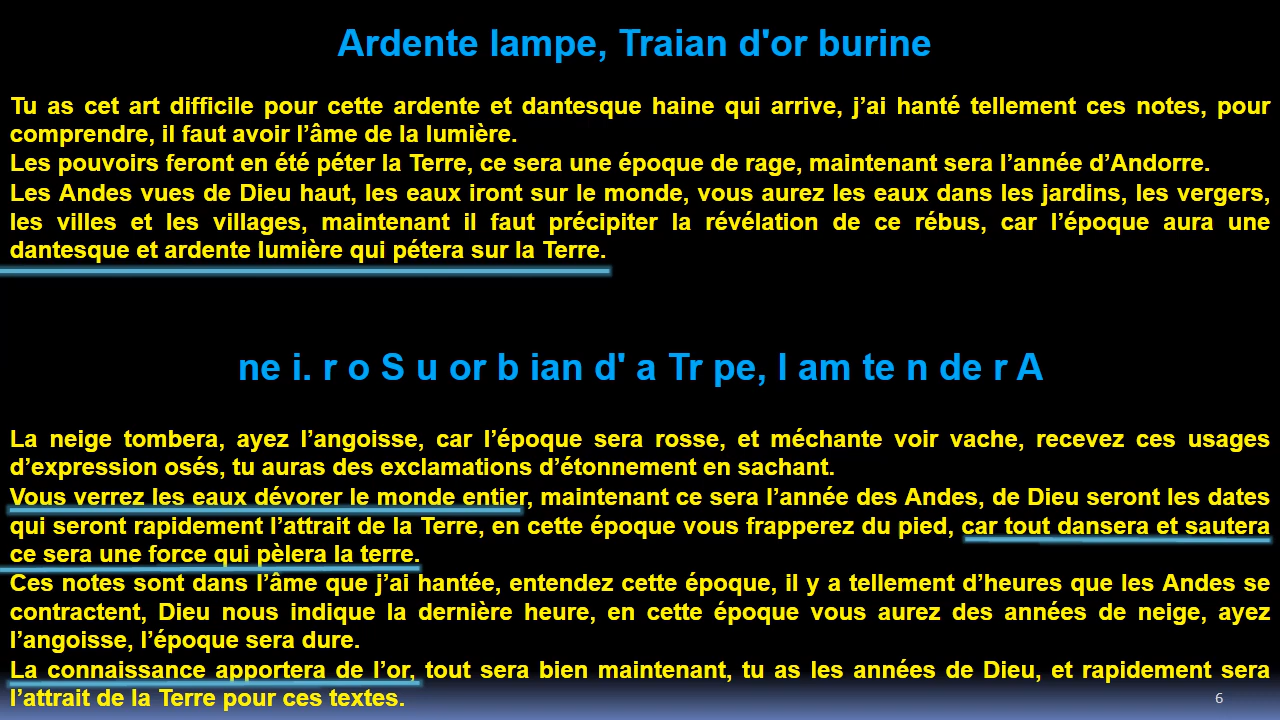 Ardente lampe, Traian d'or burine
Tu as cet art difficile pour cette ardente et dantesque haine qui arrive, j’ai hanté tellement ces notes, pour
comprendre, il faut avoir l’âme de la lumière.
Les pouvoirs feront en été péter la Terre, ce sera une époque de rage, maintenant sera l’année d’Andorre.
Les Andes vues de Dieu haut, les eaux iront sur le monde, vous aurez les eaux dans les jardins, les vergers,
les villes et les villages, maintenant il faut précipiter la révélation de ce rébus, car l’époque aura une
dantesque et ardente lumière qui pétera sur la Terre.
ne i. r o S u or b ian d' a Tr pe, l am te n de r A
La neige tombera, ayez l’angoisse, car l’époque sera rosse, et méchante voir vache, recevez ces usages
d’expression osés, tu auras des exclamations d’étonnement en sachant.
Vous verrez les eaux dévorer le monde entier, maintenant ce sera l’année des Andes, de Dieu seront les dates
qui seront rapidement l’attrait de la Terre, en cette époque vous frapperez du pied, car tout dansera et sautera
ce sera une force qui pèlera la terre.
Ces notes sont dans l’âme que j’ai hantée, entendez cette époque, il y a tellement d’heures que les Andes se
contractent, Dieu nous indique la dernière heure, en cette époque vous aurez des années de neige, ayez
l’angoisse, l’époque sera dure.
La connaissance apportera de l’or, tout sera bien maintenant, tu as les années de Dieu, et rapidement sera
l’attrait de la Terre pour ces textes.
6